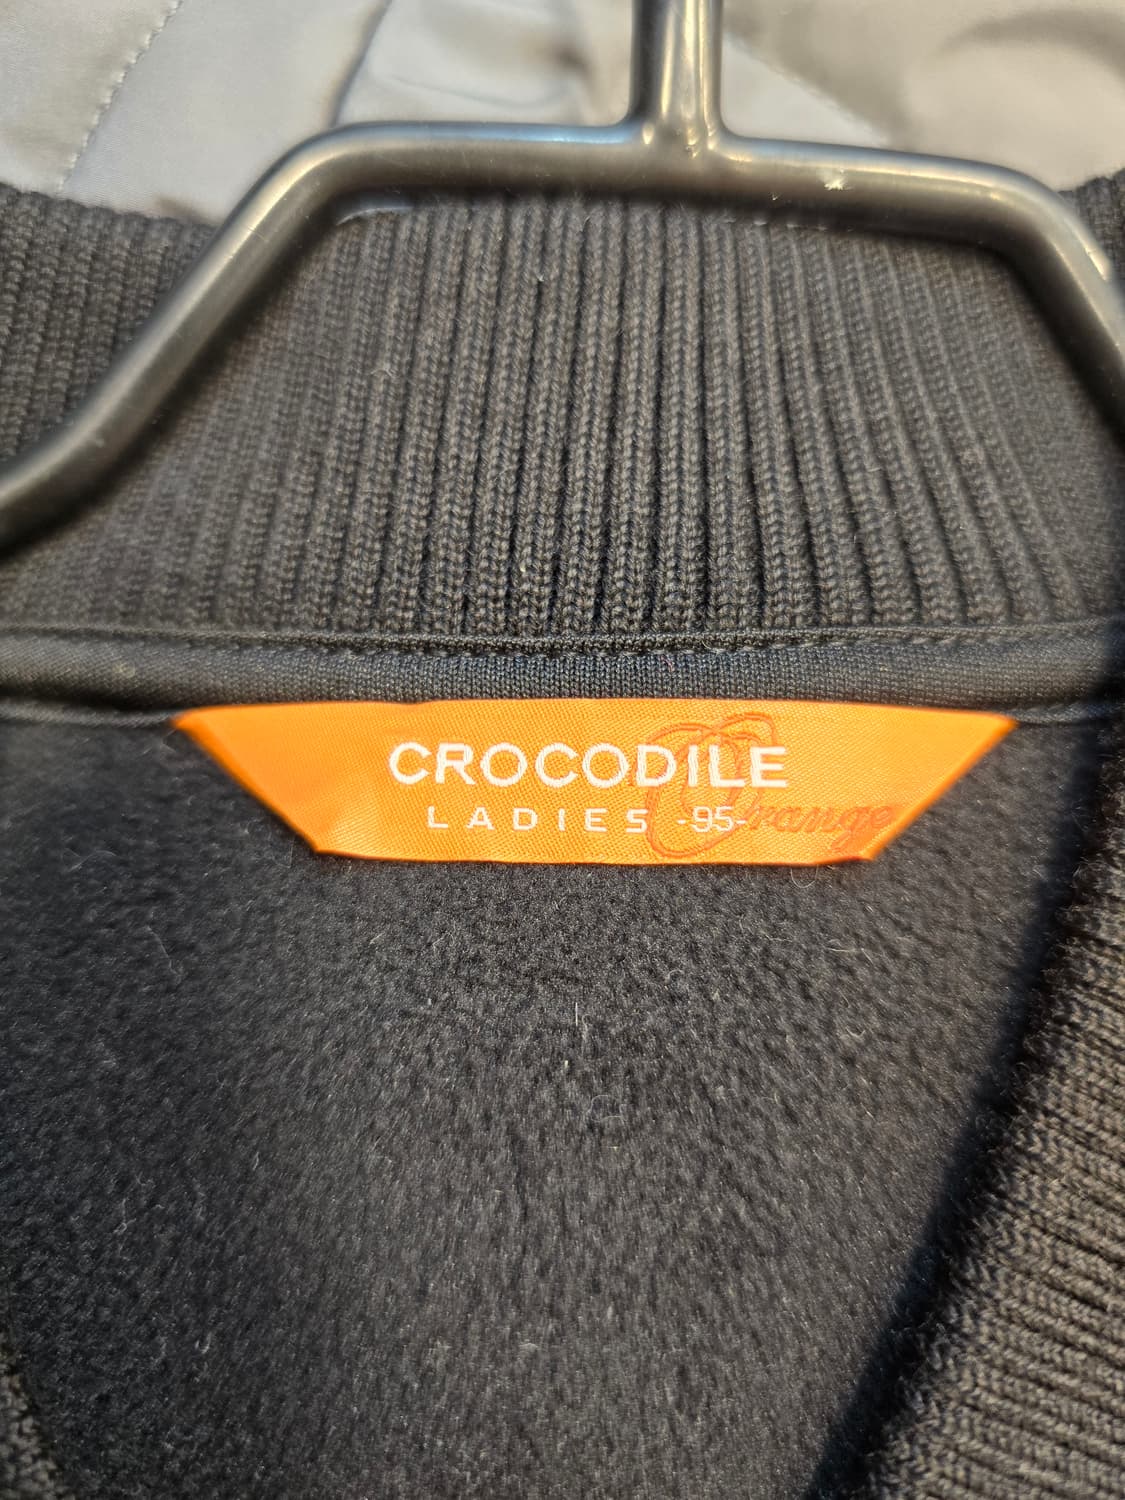 CROCODILE
LADIES -95-
Orange